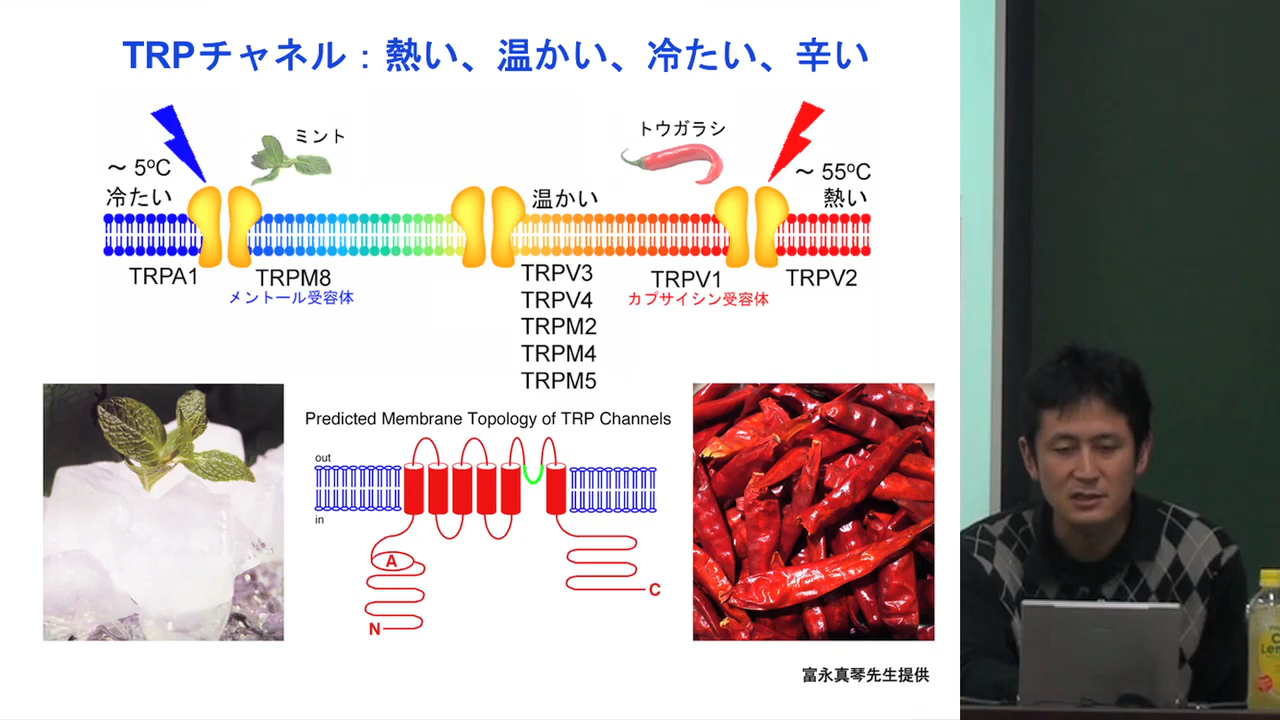 TRPチャネル：熱い、温かい、冷たい、辛い
ミント
トウガラシ
～ 5ºC
冷たい
温かい
～ 55ºC
熱い
TRPA1
TRPM8
メントール受容体
TRPV3
TRPV4
TRPM2
TRPM4
TRPM5
TRPV1
カプサイシン受容体
TRPV2
Predicted Membrane Topology of TRP Channels
out
in
A
N
C
富永真琴先生提供